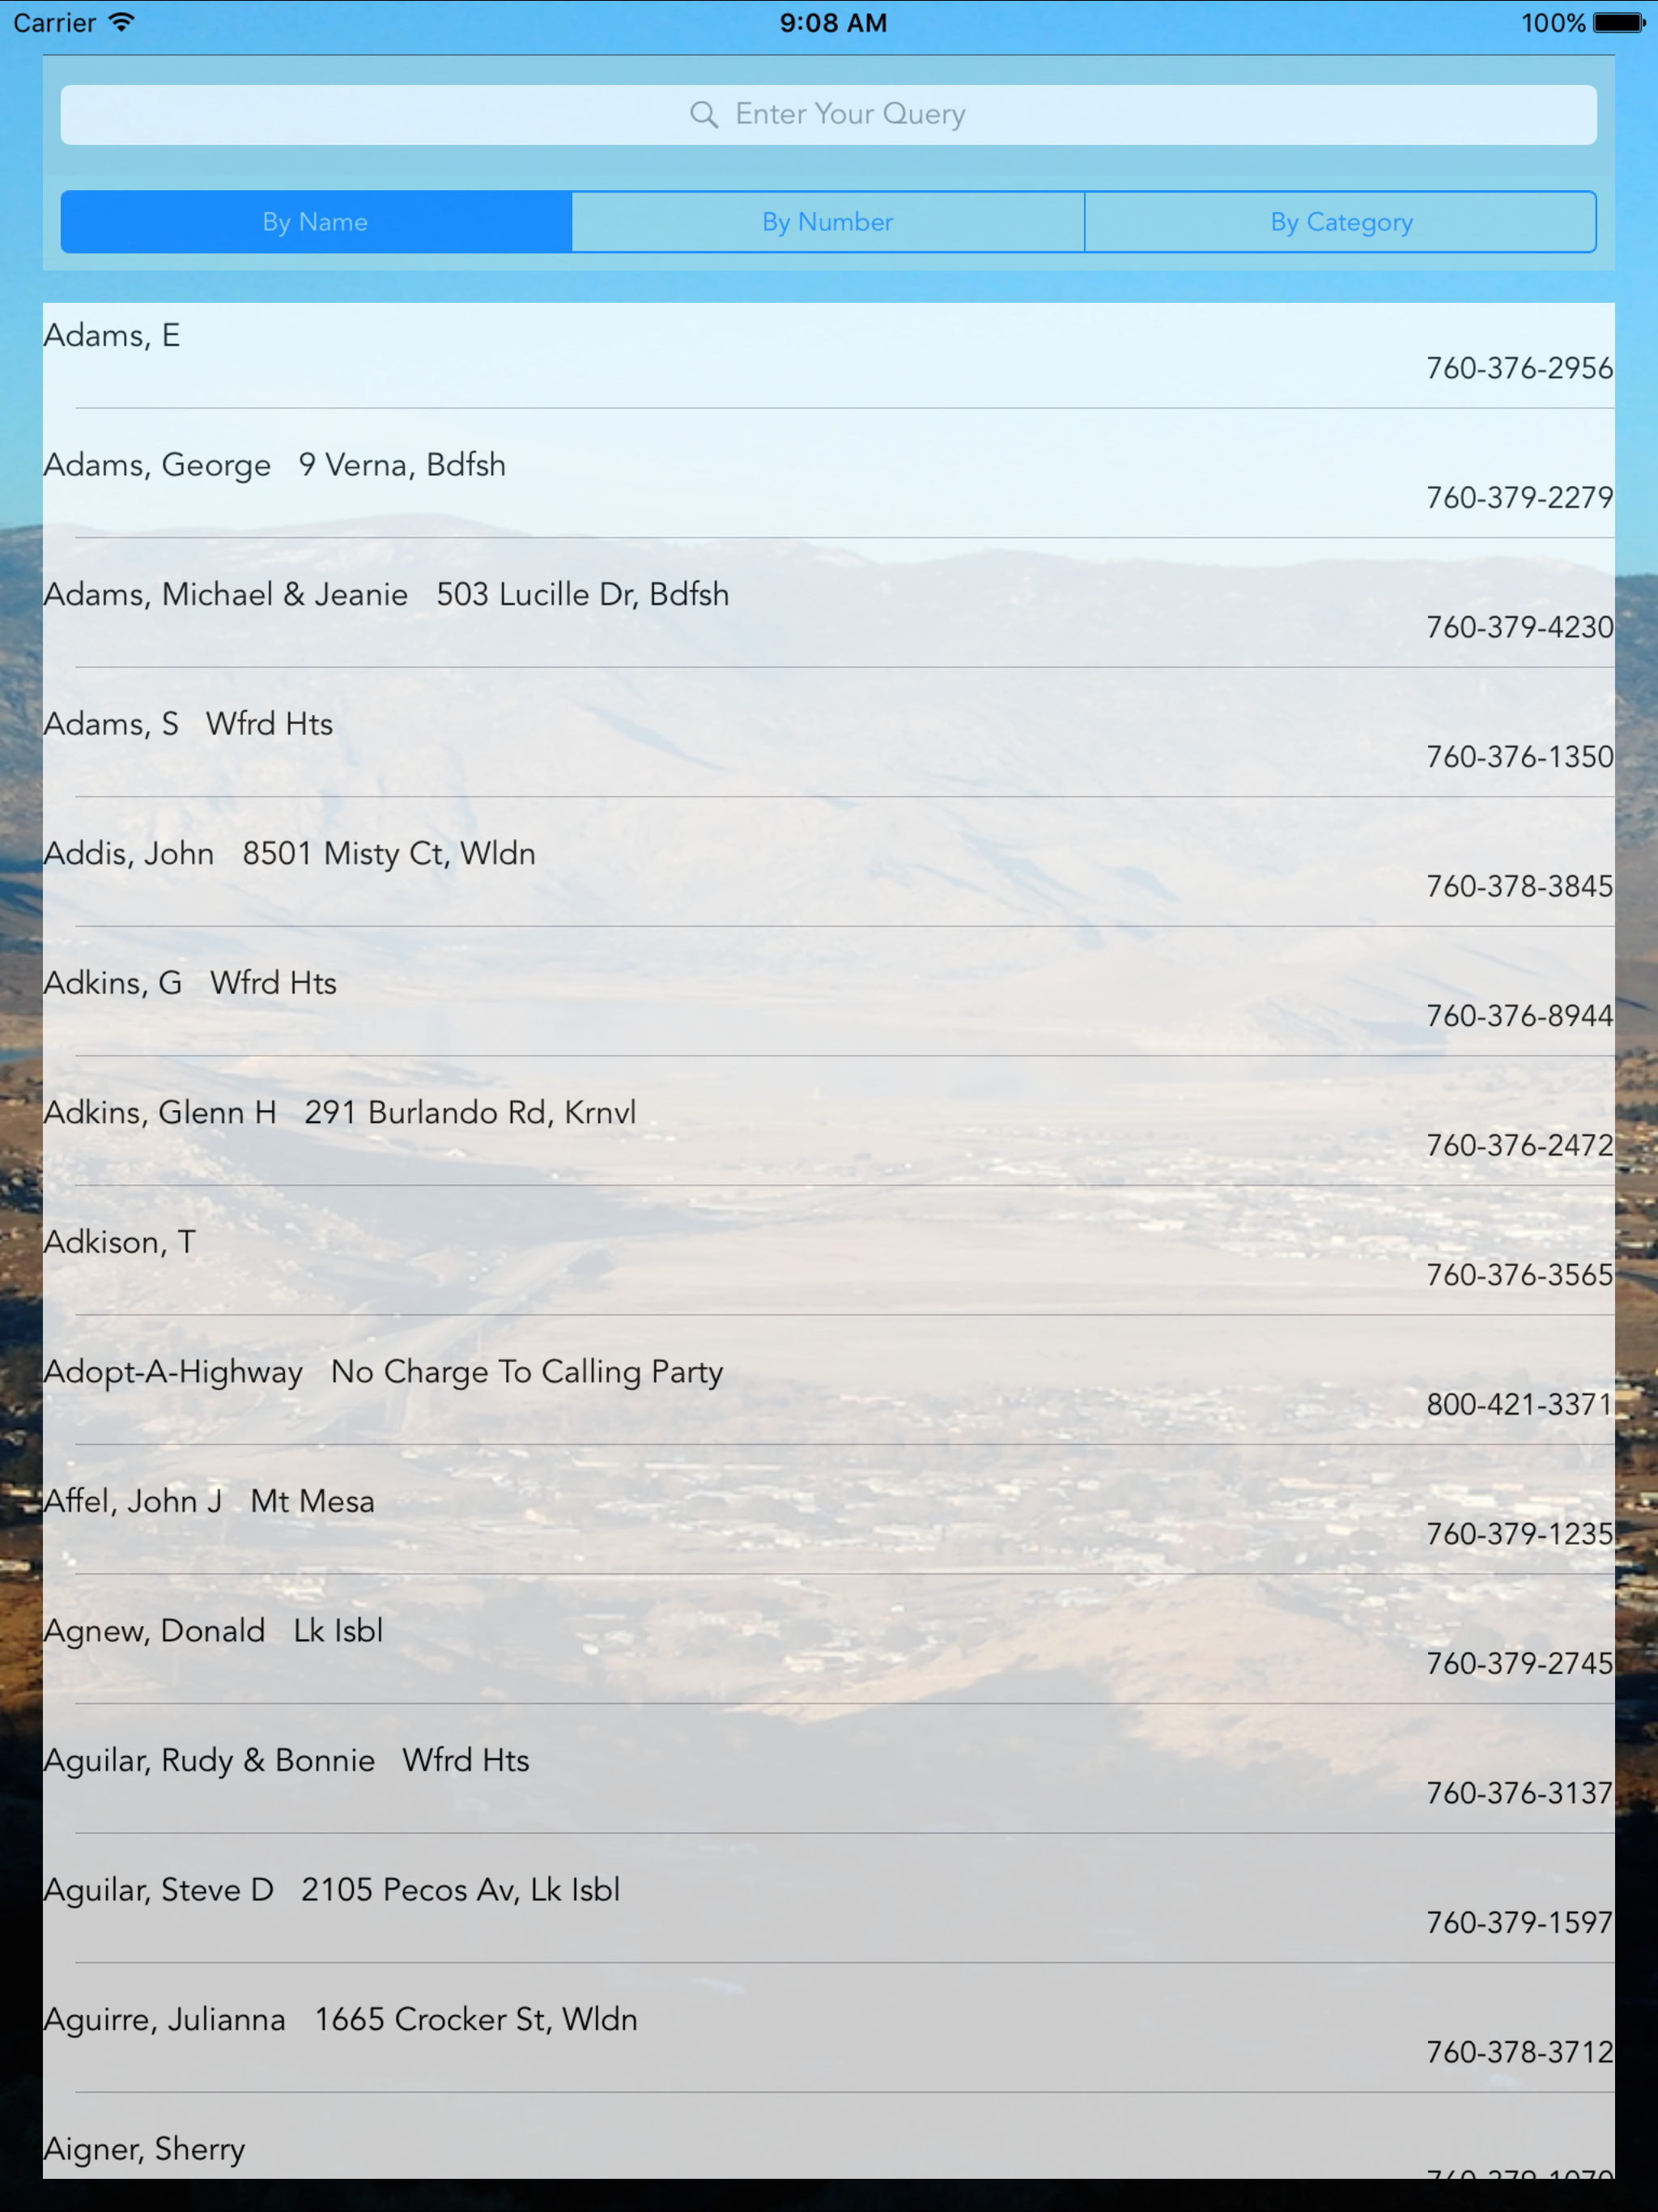 Carrier 9:08 AM 100%
Enter Your Query
By Name By Number By Category
Adams, E
760-376-2956
Adams, George 9 Verna, Bdfsh
760-379-2279
Adams, Michael & Jeanie 503 Lucille Dr, Bdfsh
760-379-4230
Adams, S Wfrd Hts
760-376-1350
Addis, John 8501 Misty Ct, Wldn
760-378-3845
Adkins, G Wfrd Hts
760-376-8944
Adkins, Glenn H 291 Burlando Rd, Krnvl
760-376-2472
Adkison, T
760-376-3565
Adopt-A-Highway No Charge To Calling Party
800-421-3371
Affel, John J Mt Mesa
760-379-1235
Agnew, Donald Lk Isbl
760-379-2745
Aguilar, Rudy & Bonnie Wfrd Hts
760-376-3137
Aguilar, Steve D 2105 Pecos Av, Lk Isbl
760-379-1597
Aguirre, Julianna 1665 Crocker St, Wldn
760-378-3712
Aigner, Sherry